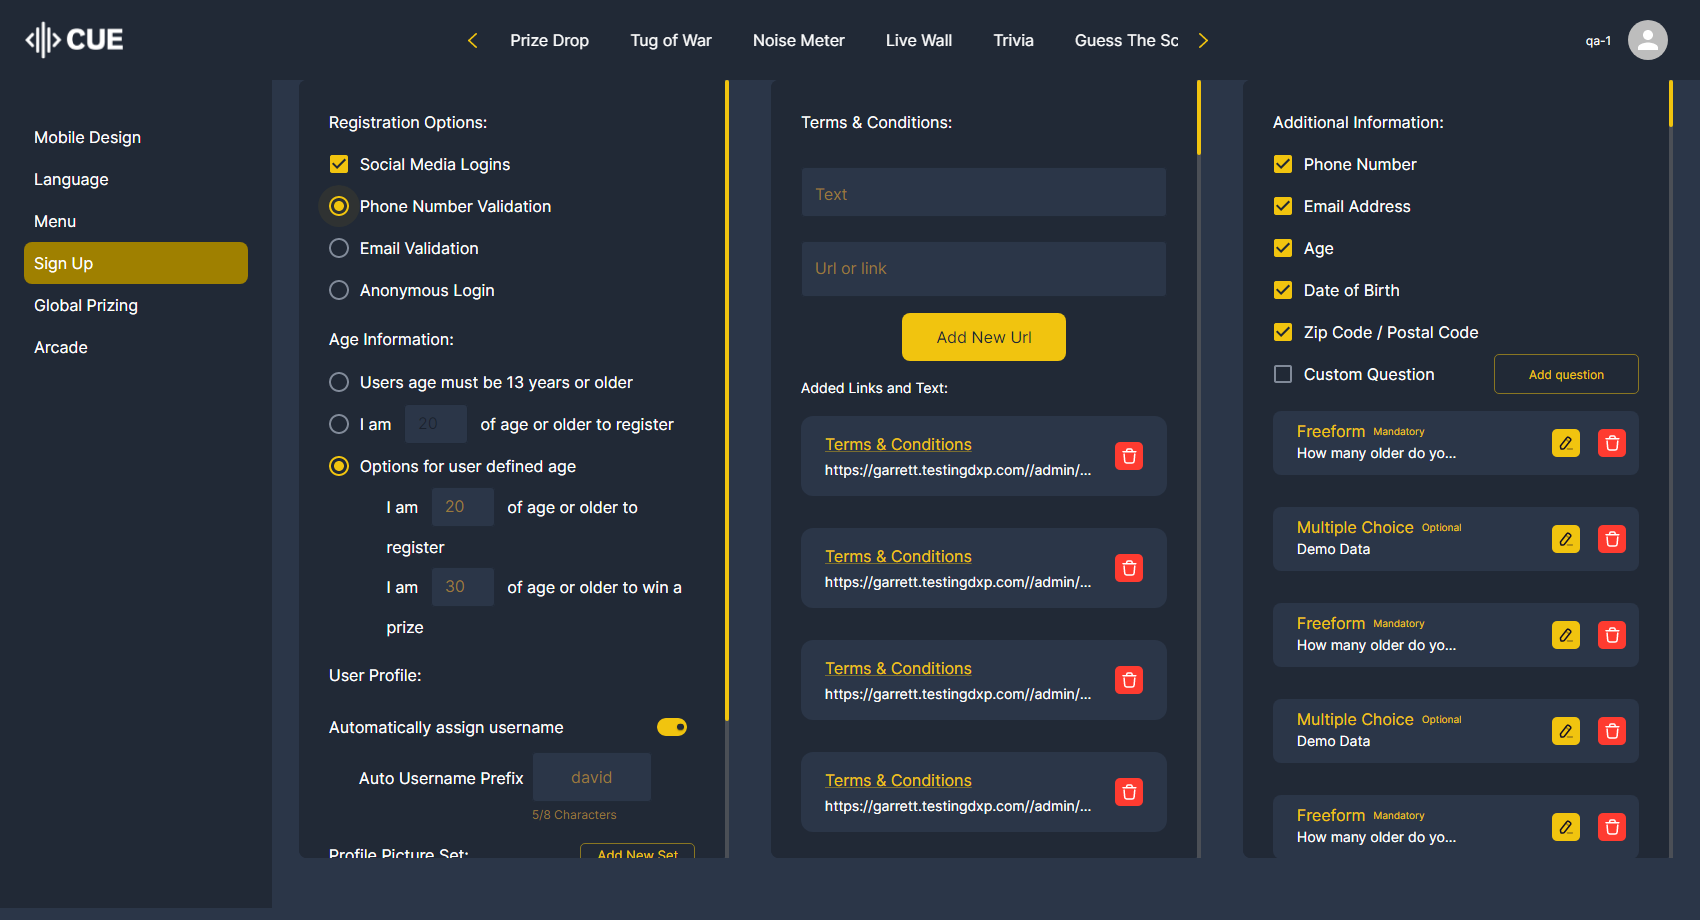 CUE
Prize Drop
Tug of War
Noise Meter
Live Wall
Trivia
Guess The Sc
qa-1
Mobile Design
Language
Menu
Sign Up
Global Prizing
Arcade
Registration Options:
Social Media Logins
Phone Number Validation
Email Validation
Anonymous Login
Age Information:
Users age must be 13 years or older
I am 20 of age or older to register
Options for user defined age
I am 20 of age or older to
register
I am 30 of age or older to win a
prize
User Profile:
Automatically assign username
Auto Username Prefix david
5/8 Characters
Profile Picture Set: Add New Set
Terms & Conditions:
Text
Url or link
Add New Url
Added Links and Text:
Terms & Conditions
https://garrett.testingdxp.com//admin/...
Terms & Conditions
https://garrett.testingdxp.com//admin/...
Terms & Conditions
https://garrett.testingdxp.com//admin/...
Terms & Conditions
https://garrett.testingdxp.com//admin/...
Additional Information:
Phone Number
Email Address
Age
Date of Birth
Zip Code / Postal Code
Custom Question Add question
Freeform Mandatory
How many older do yo...
Multiple Choice Optional
Demo Data
Freeform Mandatory
How many older do yo...
Multiple Choice Optional
Demo Data
Freeform Mandatory
How many older do yo...